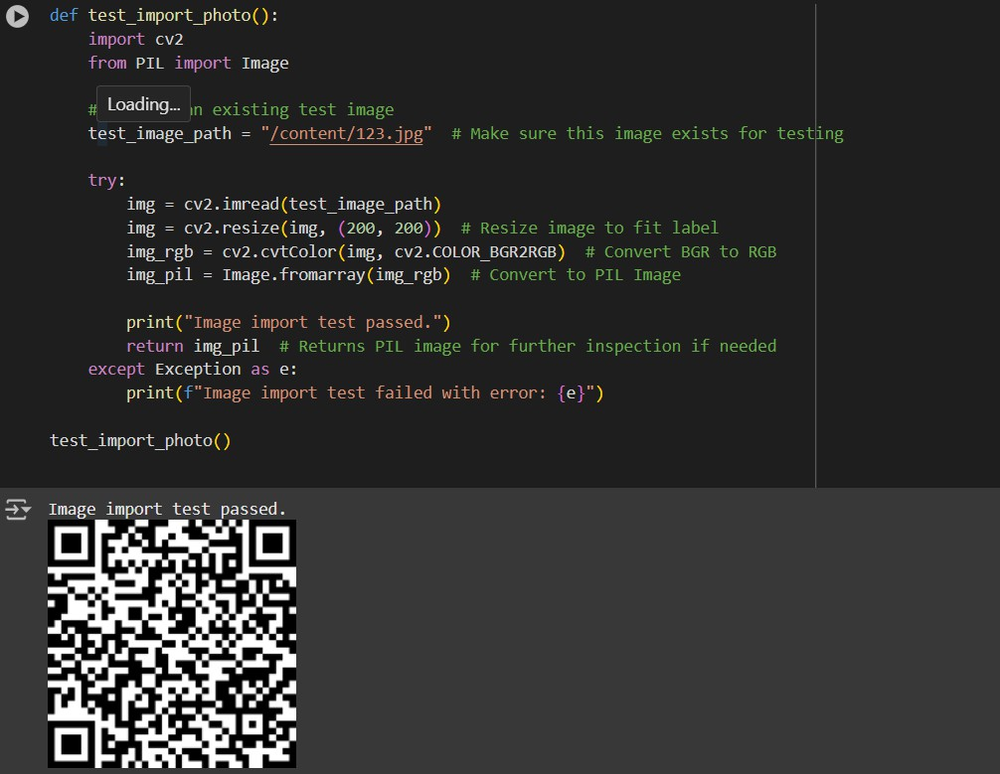 def test_import_photo():
    import cv2
    from PIL import Image

    # Loading... an existing test image
    test_image_path = "/content/123.jpg"  # Make sure this image exists for testing

    try:
        img = cv2.imread(test_image_path)
        img = cv2.resize(img, (200, 200))  # Resize image to fit label
        img_rgb = cv2.cvtColor(img, cv2.COLOR_BGR2RGB)  # Convert BGR to RGB
        img_pil = Image.fromarray(img_rgb)  # Convert to PIL Image

        print("Image import test passed.")
        return img_pil  # Returns PIL image for further inspection if needed
    except Exception as e:
        print(f"Image import test failed with error: {e}")

test_import_photo()

Image import test passed.